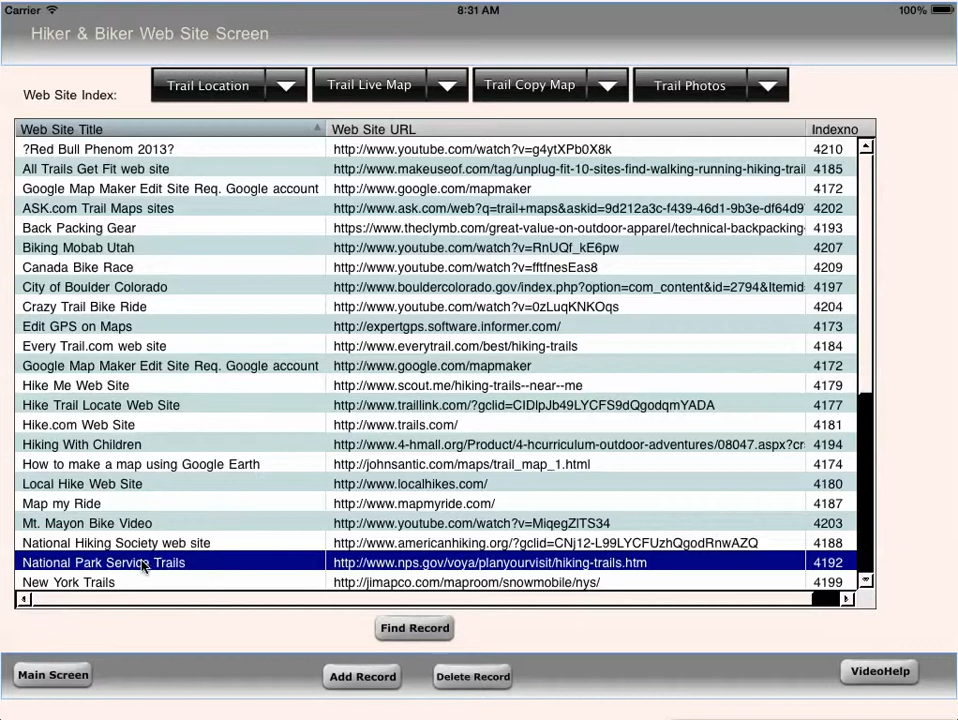 Carrier 8:31 AM 100%
Hiker & Biker Web Site Screen
Web Site Index: Trail Location Trail Live Map Trail Copy Map Trail Photos
Web Site Title Web Site URL Indexno
?Red Bull Phenom 2013? http://www.youtube.com/watch?v=g4ytXPb0X8k 4210
All Trails Get Fit web site http://www.makeuseof.com/tag/unplug-fit-10-sites-find-walking-running-hiking-trail 4185
Google Map Maker Edit Site Req. Google account http://www.google.com/mapmaker 4172
ASK.com Trail Maps sites http://www.ask.com/web?q=trail+maps&askid=9d212a3c-f439-46d1-9b3e-df64d9 4202
Back Packing Gear https://www.theclymb.com/great-value-on-outdoor-apparel/technical-backpacking- 4193
Biking Mobab Utah http://www.youtube.com/watch?v=RnUQf_kE6pw 4207
Canada Bike Race http://www.youtube.com/watch?v=fftfnesEas8 4209
City of Boulder Colorado http://www.bouldercolorado.gov/index.php?option=com_content&id=2794&Itemid 4197
Crazy Trail Bike Ride http://www.youtube.com/watch?v=0zLuqKNKOqs 4204
Edit GPS on Maps http://expertgps.software.informer.com/ 4173
Every Trail.com web site http://www.everytrail.com/best/hiking-trails 4184
Google Map Maker Edit Site Req. Google account http://www.google.com/mapmaker 4172
Hike Me Web Site http://www.scout.me/hiking-trails--near--me 4179
Hike Trail Locate Web Site http://www.traillink.com/?gclid=CIDlpJb49LYCFS9dQgodqmYADA 4177
Hike.com Web Site http://www.trails.com/ 4181
Hiking With Children http://www.4-hmall.org/Product/4-hcurriculum-outdoor-adventures/08047.aspx?cr 4194
How to make a map using Google Earth http://johnsantic.com/maps/trail_map_1.html 4174
Local Hike Web Site http://www.localhikes.com/ 4180
Map my Ride http://www.mapmyride.com/ 4187
Mt. Mayon Bike Video http://www.youtube.com/watch?v=MiqegZlTS34 4203
National Hiking Society web site http://www.americanhiking.org/?gclid=CNj12-L99LYCFUzhQgodRnwAZQ 4188
National Park Service Trails http://www.nps.gov/voya/planyourvisit/hiking-trails.htm 4192
New York Trails http://jimapco.com/maproom/snowmobile/nys/ 4199
Find Record
Main Screen Add Record Delete Record VideoHelp